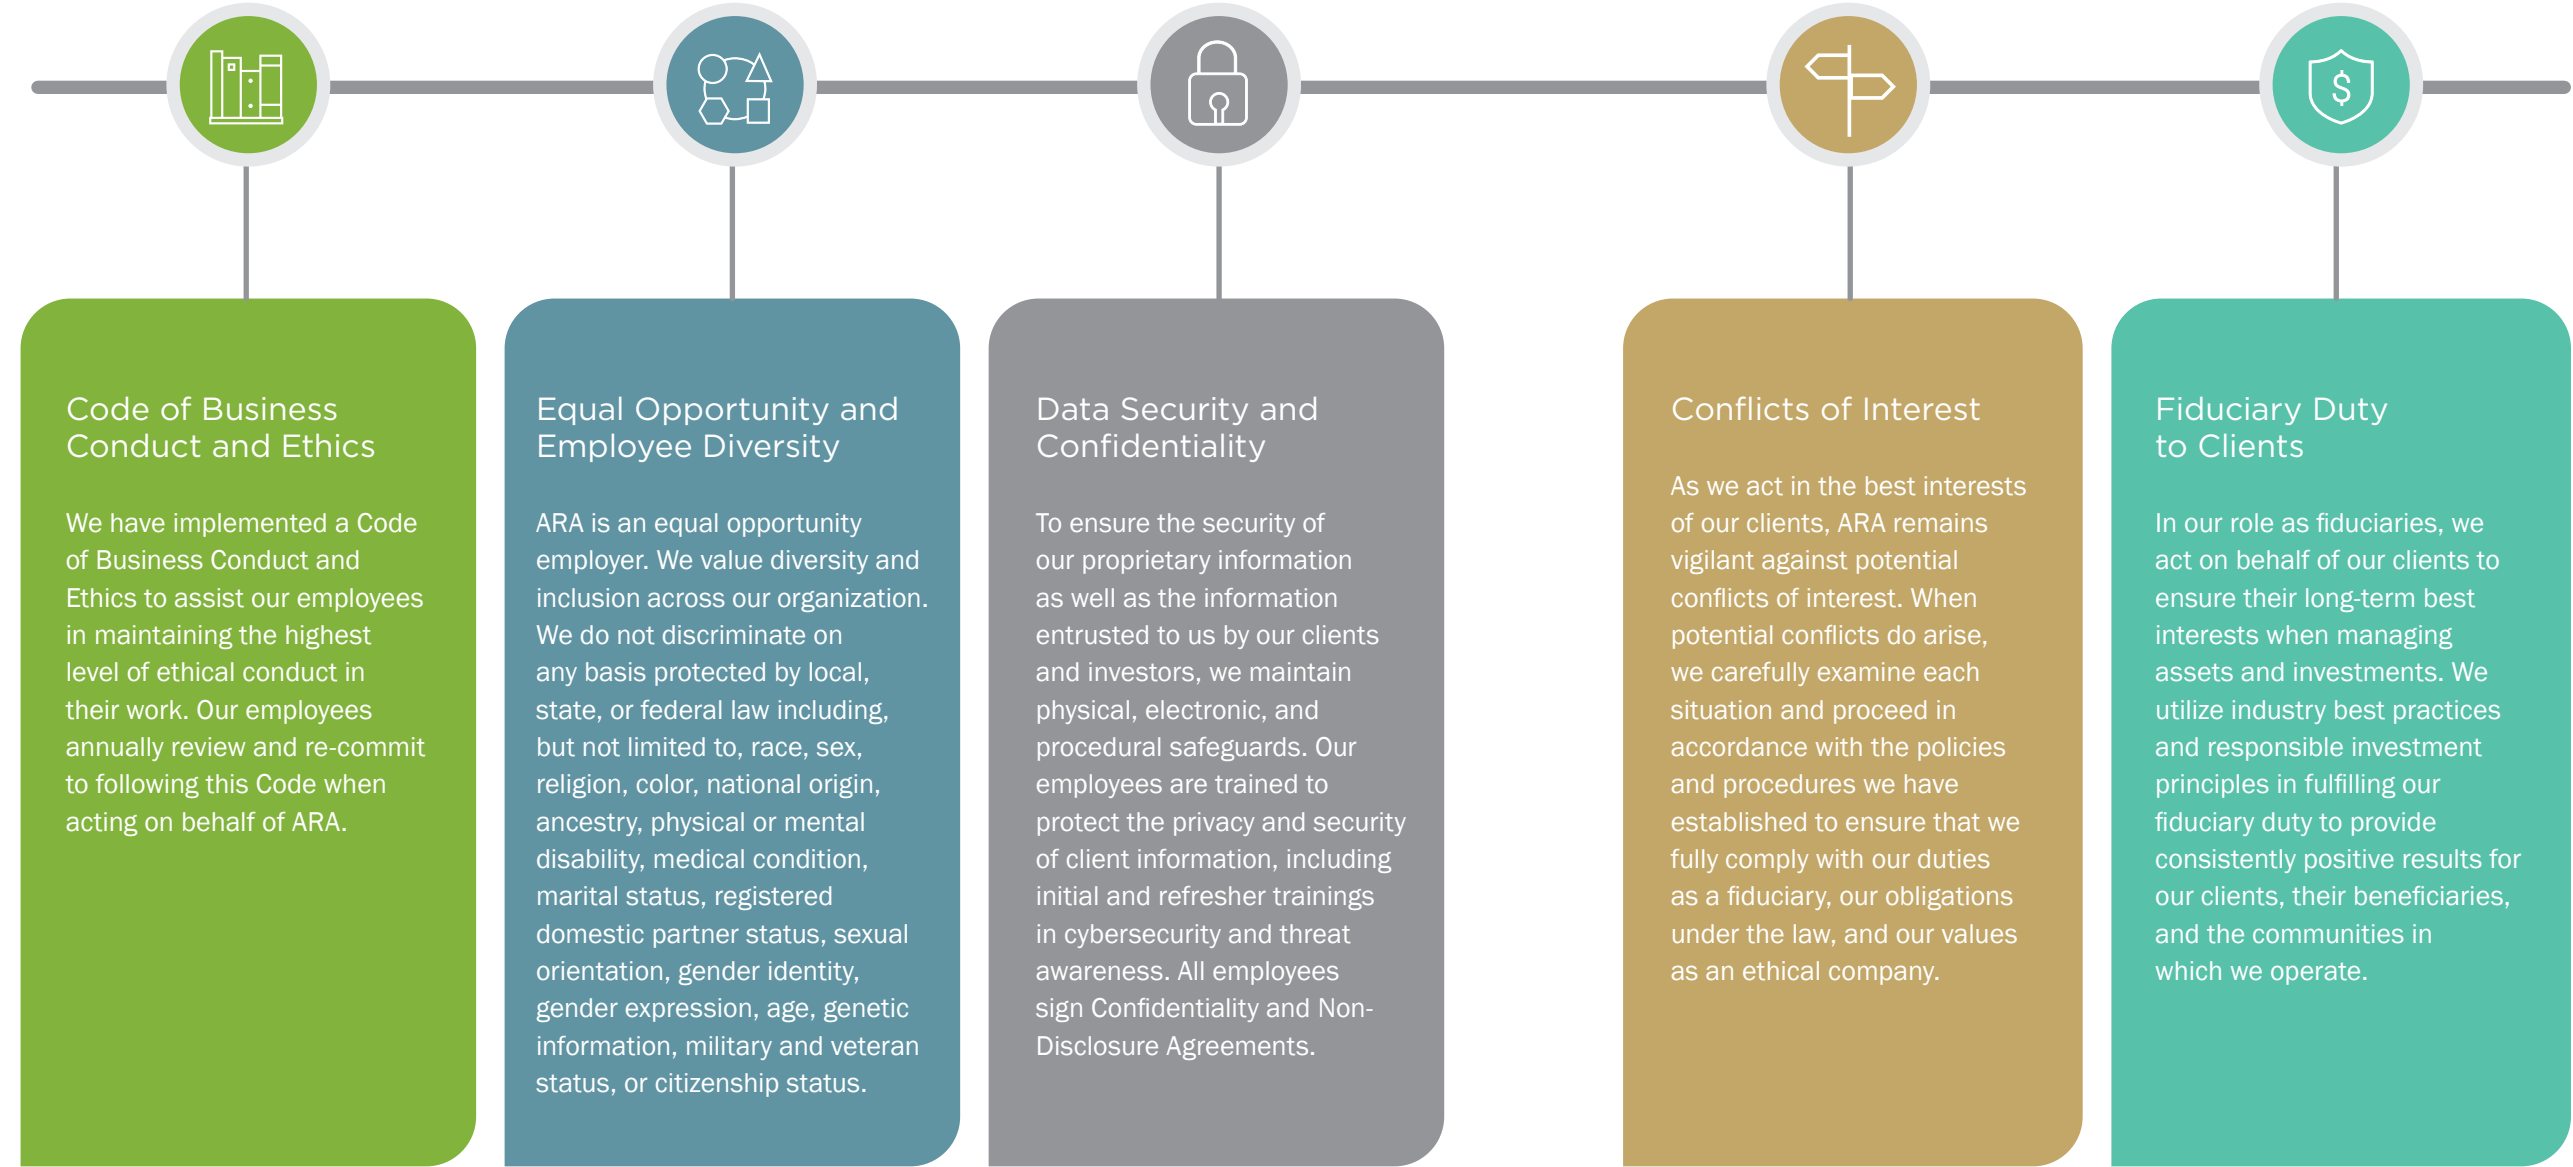 Code of Business
Conduct and Ethics
We have implemented a Code
of Business Conduct and
Ethics to assist our employees
in maintaining the highest
level of ethical conduct in
their work. Our employees
annually review and re-commit
to following this Code when
acting on behalf of ARA.
Equal Opportunity and
Employee Diversity
ARA is an equal opportunity
employer. We value diversity and
inclusion across our organization.
We do not discriminate on
any basis protected by local,
state, or federal law including,
but not limited to, race, sex,
religion, color, national origin,
ancestry, physical or mental
disability, medical condition,
marital status, registered
domestic partner status, sexual
orientation, gender identity,
gender expression, age, genetic
information, military and veteran
status, or citizenship status.
Data Security and
Confidentiality
To ensure the security of
our proprietary information
as well as the information
entrusted to us by our clients
and investors, we maintain
physical, electronic, and
procedural safeguards. Our
employees are trained to
protect the privacy and security
of client information, including
initial and refresher trainings
in cybersecurity and threat
awareness. All employees
sign Confidentiality and Non-
Disclosure Agreements.
Conflicts of Interest
As we act in the best interests
of our clients, ARA remains
vigilant against potential
conflicts of interest. When
potential conflicts do arise,
we carefully examine each
situation and proceed in
accordance with the policies
and procedures we have
established to ensure that we
fully comply with our duties
as a fiduciary, our obligations
under the law, and our values
as an ethical company.
$
Fiduciary Duty
to Clients
In our role as fiduciaries, we
act on behalf of our clients to
ensure their long-term best
interests when managing
assets and investments. We
utilize industry best practices
and responsible investment
principles in fulfilling our
fiduciary duty to provide
consistently positive results for
our clients, their beneficiaries,
and the communities in
which we operate.